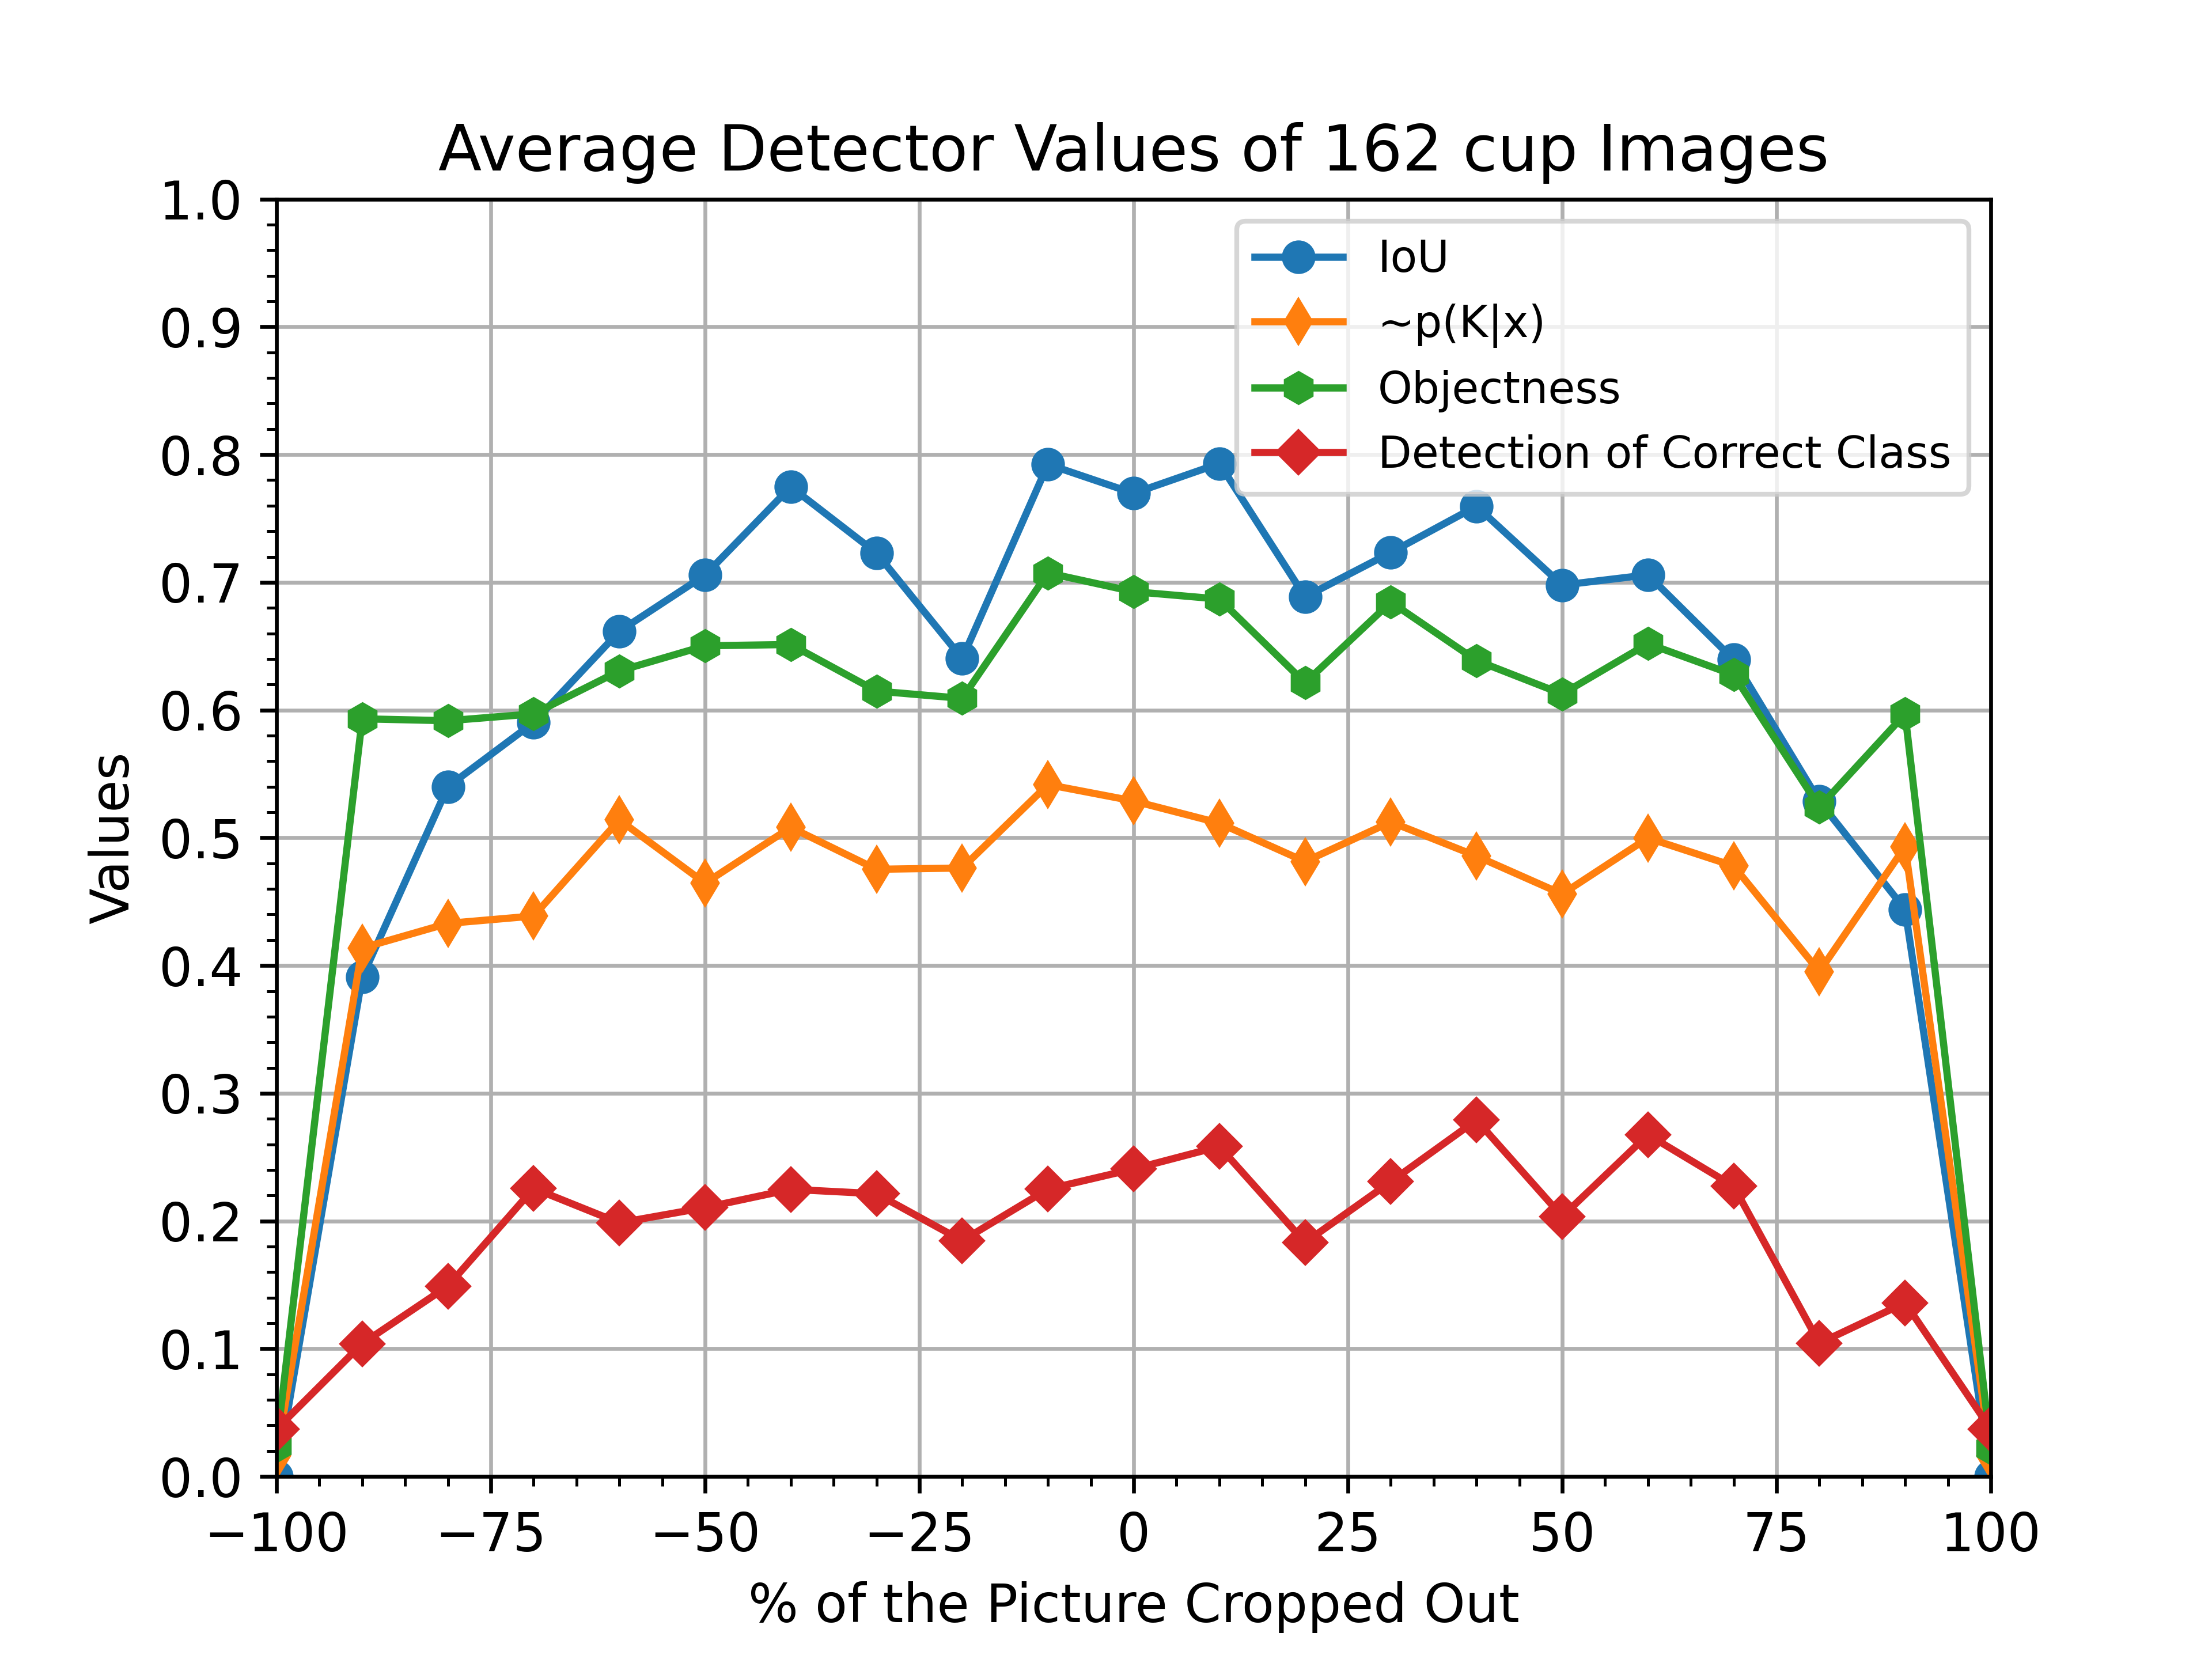 Average Detector Values of 162 cup Images
1.0
0.9
0.8
0.7
0.6
0.5
0.4
0.3
0.2
0.1
0.0
Values
IoU
~p(K|x)
Objectness
Detection of Correct Class
−100 −75 −50 −25 0 25 50 75 100
% of the Picture Cropped Out